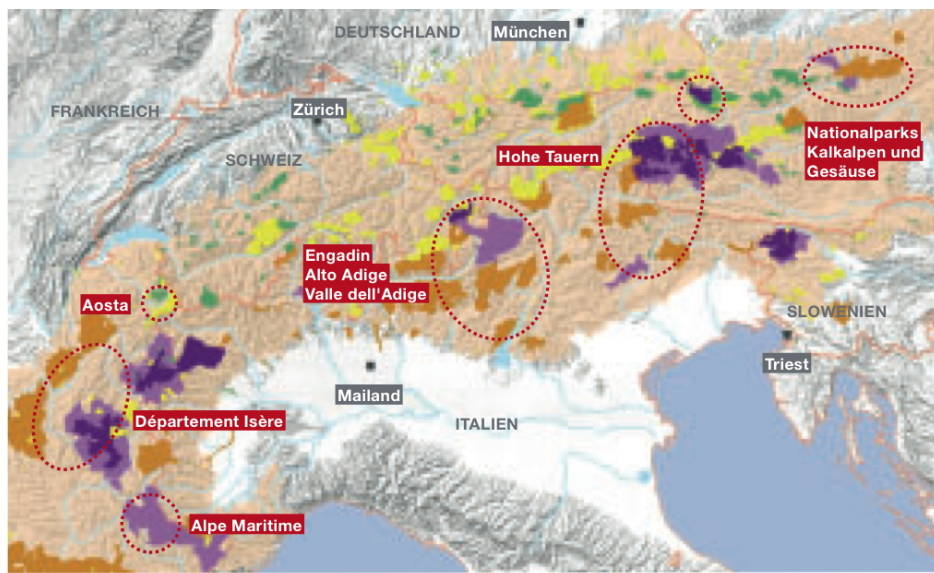 DEUTSCHLAND
München
FRANKREICH
Zürich
SCHWEIZ
Hohe Tauern
Nationalparks
Kalkalpen und
Gesäuse
Engadin
Alto Adige
Valle dell'Adige
Aosta
SLOWENIEN
Triest
Mailand
Département Isère
ITALIEN
Alpe Maritime